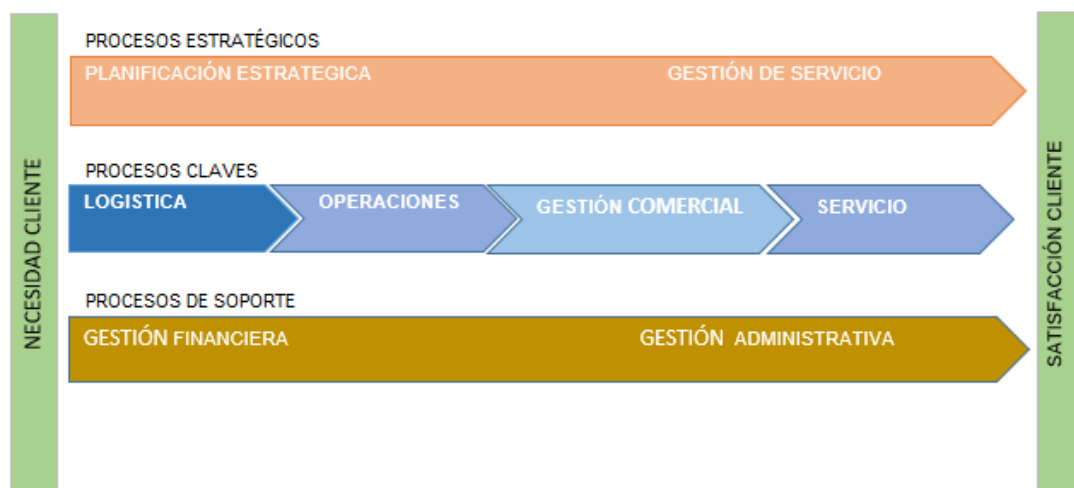 NECESIDAD CLIENTE
PROCESOS ESTRATÉGICOS
PLANIFICACIÓN ESTRATEGICA
GESTIÓN DE SERVICIO
PROCESOS CLAVES
LOGISTICA
OPERACIONES
GESTIÓN COMERCIAL
SERVICIO
PROCESOS DE SOPORTE
GESTIÓN FINANCIERA
GESTIÓN ADMINISTRATIVA
SATISFACCIÓN CLIENTE